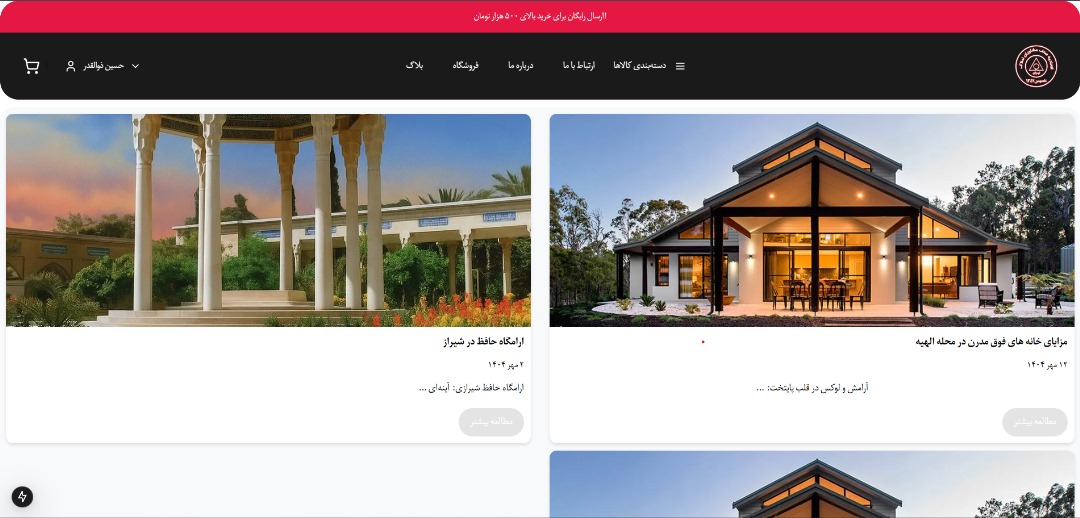 ارسال رایگان برای خرید بالای ۵۰۰ هزار تومان!
دسته‌بندی کالاها
ارتباط با ما
درباره ما
فروشگاه
بلاگ
حسین ذوالقدر
مزایای خانه های فوق مدرن در محله الهیه
۱۲ مهر ۱۴۰۴
آرامش و لوکس در قلب پایتخت: ...
مطالعه بیشتر
ارامگاه حافظ در شیراز
۲ مهر ۱۴۰۴
ارامگاه حافظ شیرازی: آینه‌ای ...
مطالعه بیشتر